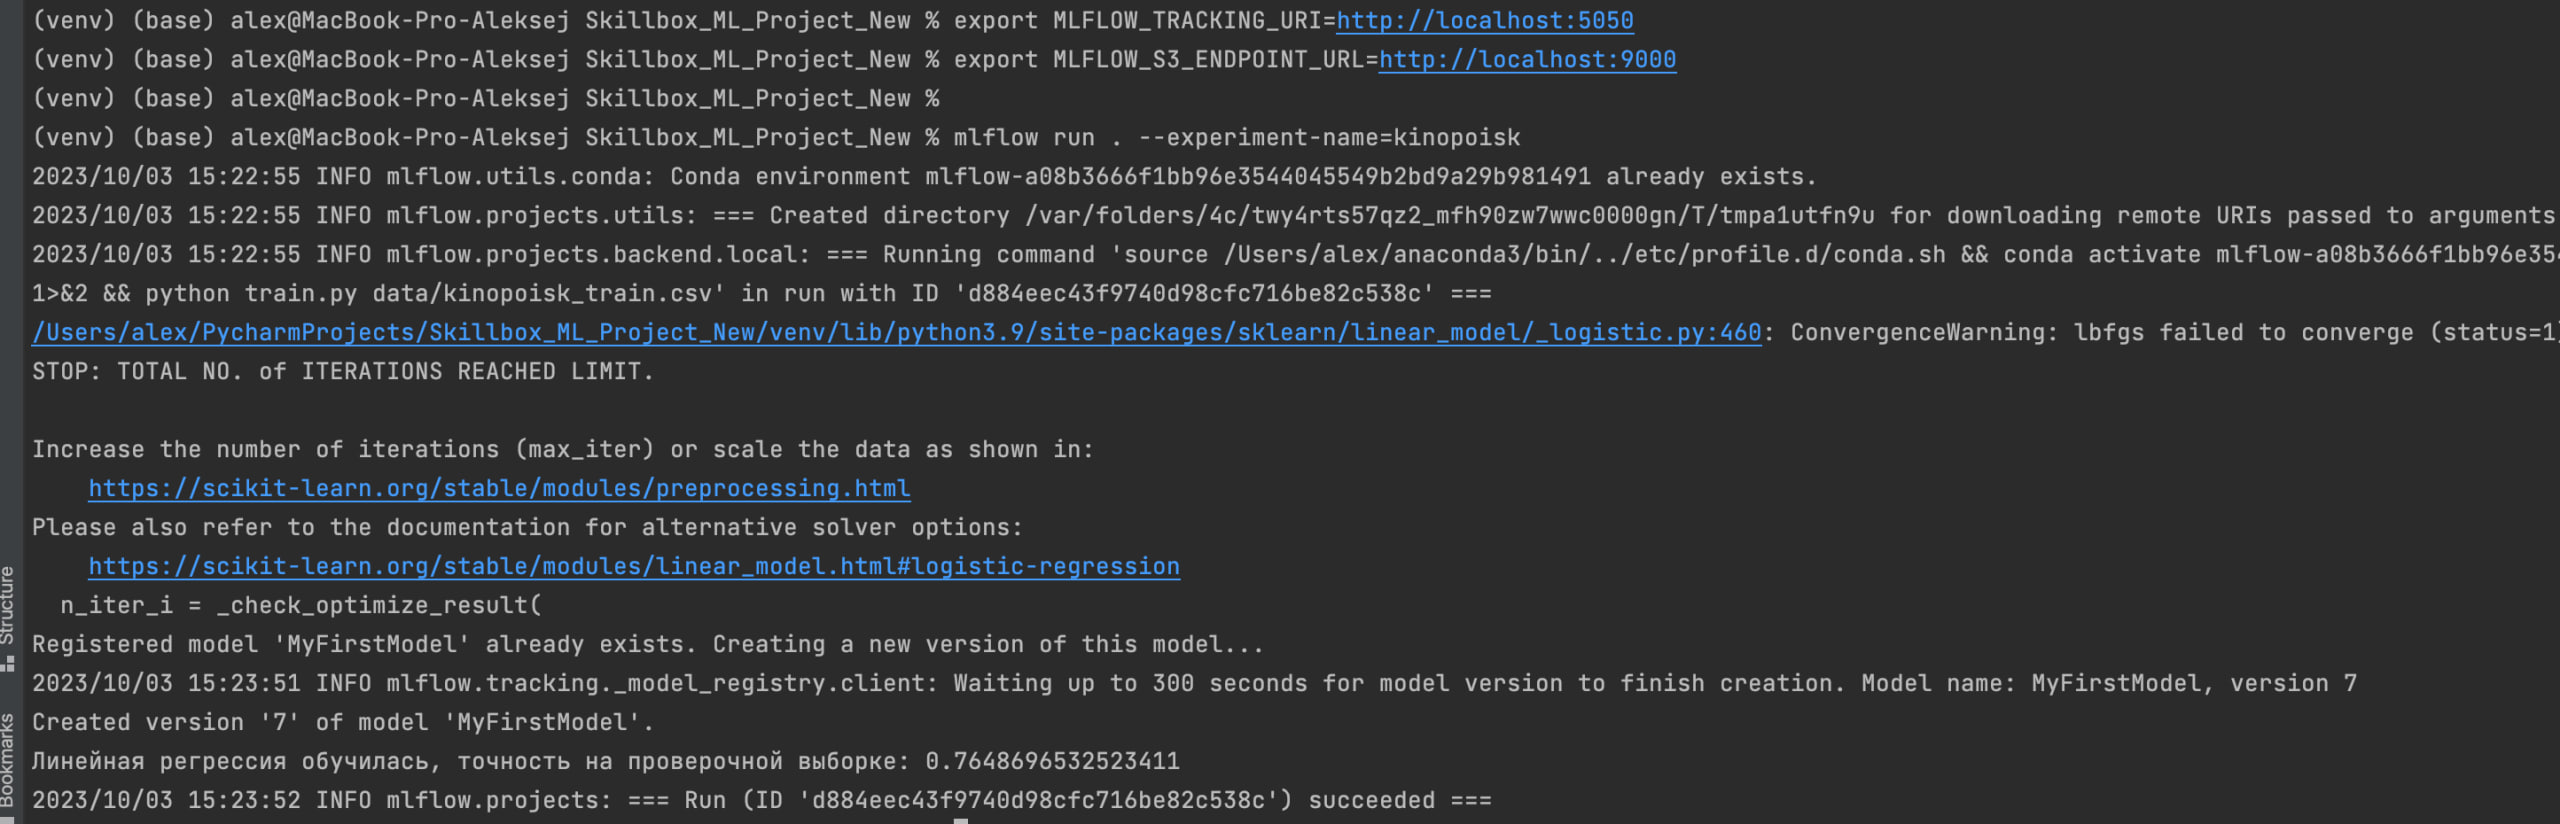 (venv) (base) alex@MacBook-Pro-Aleksej Skillbox_ML_Project_New % export MLFLOW_TRACKING_URI=http://localhost:5050
(venv) (base) alex@MacBook-Pro-Aleksej Skillbox_ML_Project_New % export MLFLOW_S3_ENDPOINT_URL=http://localhost:9000
(venv) (base) alex@MacBook-Pro-Aleksej Skillbox_ML_Project_New %
(venv) (base) alex@MacBook-Pro-Aleksej Skillbox_ML_Project_New % mlflow run . --experiment-name=kinopoisk
2023/10/03 15:22:55 INFO mlflow.utils.conda: Conda environment mlflow-a08b3666f1bb96e3544045549b2bd9a29b981491 already exists.
2023/10/03 15:22:55 INFO mlflow.projects.utils: === Created directory /var/folders/4c/twy4rts57qz2_mfh90zw7wwc0000gn/T/tmpa1utfn9u for downloading remote URIs passed to arguments
2023/10/03 15:22:55 INFO mlflow.projects.backend.local: === Running command 'source /Users/alex/anaconda3/bin/../etc/profile.d/conda.sh && conda activate mlflow-a08b3666f1bb96e354
1>&2 && python train.py data/kinopoisk_train.csv' in run with ID 'd884eec43f9740d98cfc716be82c538c' ===
/Users/alex/PycharmProjects/Skillbox_ML_Project_New/venv/lib/python3.9/site-packages/sklearn/linear_model/_logistic.py:460: ConvergenceWarning: lbfgs failed to converge (status=1)
STOP: TOTAL NO. of ITERATIONS REACHED LIMIT.
Increase the number of iterations (max_iter) or scale the data as shown in:
https://scikit-learn.org/stable/modules/preprocessing.html
Please also refer to the documentation for alternative solver options:
https://scikit-learn.org/stable/modules/linear_model.html#logistic-regression
n_iter_i = _check_optimize_result(
Registered model 'MyFirstModel' already exists. Creating a new version of this model...
2023/10/03 15:23:51 INFO mlflow.tracking._model_registry.client: Waiting up to 300 seconds for model version to finish creation. Model name: MyFirstModel, version 7
Created version '7' of model 'MyFirstModel'.
Линейная регрессия обучилась, точность на проверочной выборке: 0.7648696532523411
2023/10/03 15:23:52 INFO mlflow.projects: === Run (ID 'd884eec43f9740d98cfc716be82c538c') succeeded ===
Structure
Bookmarks